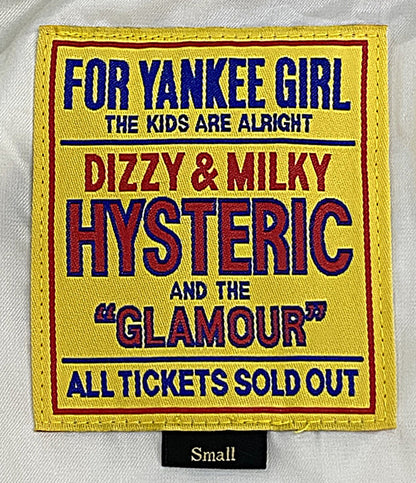 FOR YANKEE GIRL
THE KIDS ARE ALRIGHT
DIZZY & MILKY
HYSTERIC
AND THE
"GLAMOUR"
ALL TICKETS SOLD OUT
Small